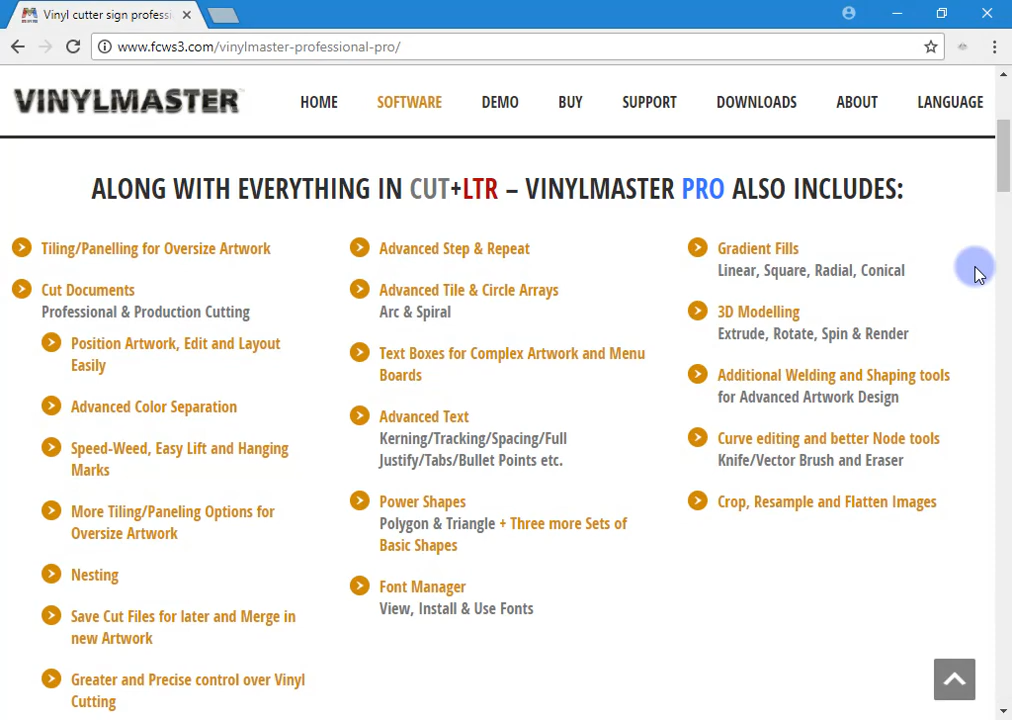 Vinyl cutter sign professi
www.fcws3.com/vinylmaster-professional-pro/
VINYLMASTER
HOME
SOFTWARE
DEMO
BUY
SUPPORT
DOWNLOADS
ABOUT
LANGUAGE
ALONG WITH EVERYTHING IN CUT+LTR – VINYLMASTER PRO ALSO INCLUDES:
Tiling/Panelling for Oversize Artwork
Cut Documents
Professional & Production Cutting
Position Artwork, Edit and Layout
Easily
Advanced Color Separation
Speed-Weed, Easy Lift and Hanging
Marks
More Tiling/Paneling Options for
Oversize Artwork
Nesting
Save Cut Files for later and Merge in
new Artwork
Greater and Precise control over Vinyl
Cutting
Advanced Step & Repeat
Advanced Tile & Circle Arrays
Arc & Spiral
Text Boxes for Complex Artwork and Menu
Boards
Advanced Text
Kerning/Tracking/Spacing/Full
Justify/Tabs/Bullet Points etc.
Power Shapes
Polygon & Triangle + Three more Sets of
Basic Shapes
Font Manager
View, Install & Use Fonts
Gradient Fills
Linear, Square, Radial, Conical
3D Modelling
Extrude, Rotate, Spin & Render
Additional Welding and Shaping tools
for Advanced Artwork Design
Curve editing and better Node tools
Knife/Vector Brush and Eraser
Crop, Resample and Flatten Images